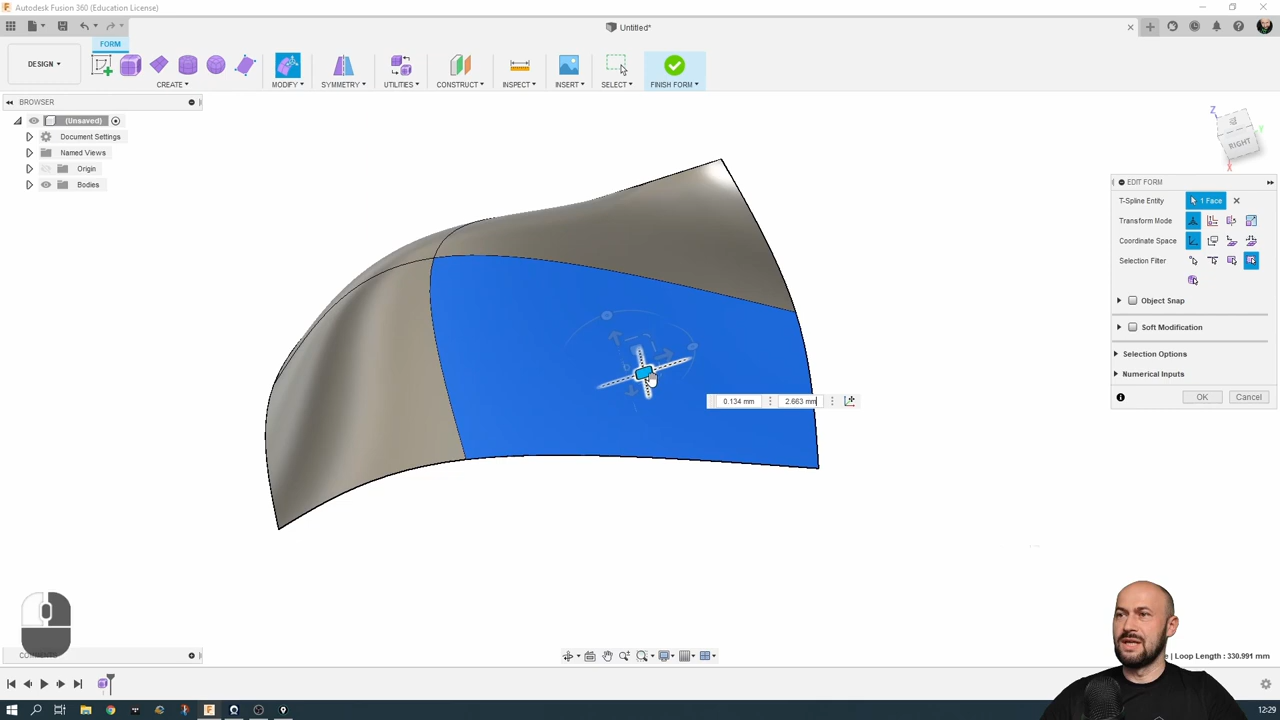 Autodesk Fusion 360 (Education License)
Untitled*
FORM
DESIGN
CREATE
MODIFY
SYMMETRY
UTILITIES
CONSTRUCT
INSPECT
INSERT
SELECT
FINISH FORM
BROWSER
(Unsaved)
Document Settings
Named Views
Origin
Bodies
Z
RIGHT
X
EDIT FORM
T-Spline Entity 1 Face
Transform Mode
Coordinate Space
Selection Filter
Object Snap
Soft Modification
Selection Options
Numerical Inputs
OK Cancel
0.134 mm 2.663 mm
COMMENTS
| Loop Length : 330.991 mm
12:29